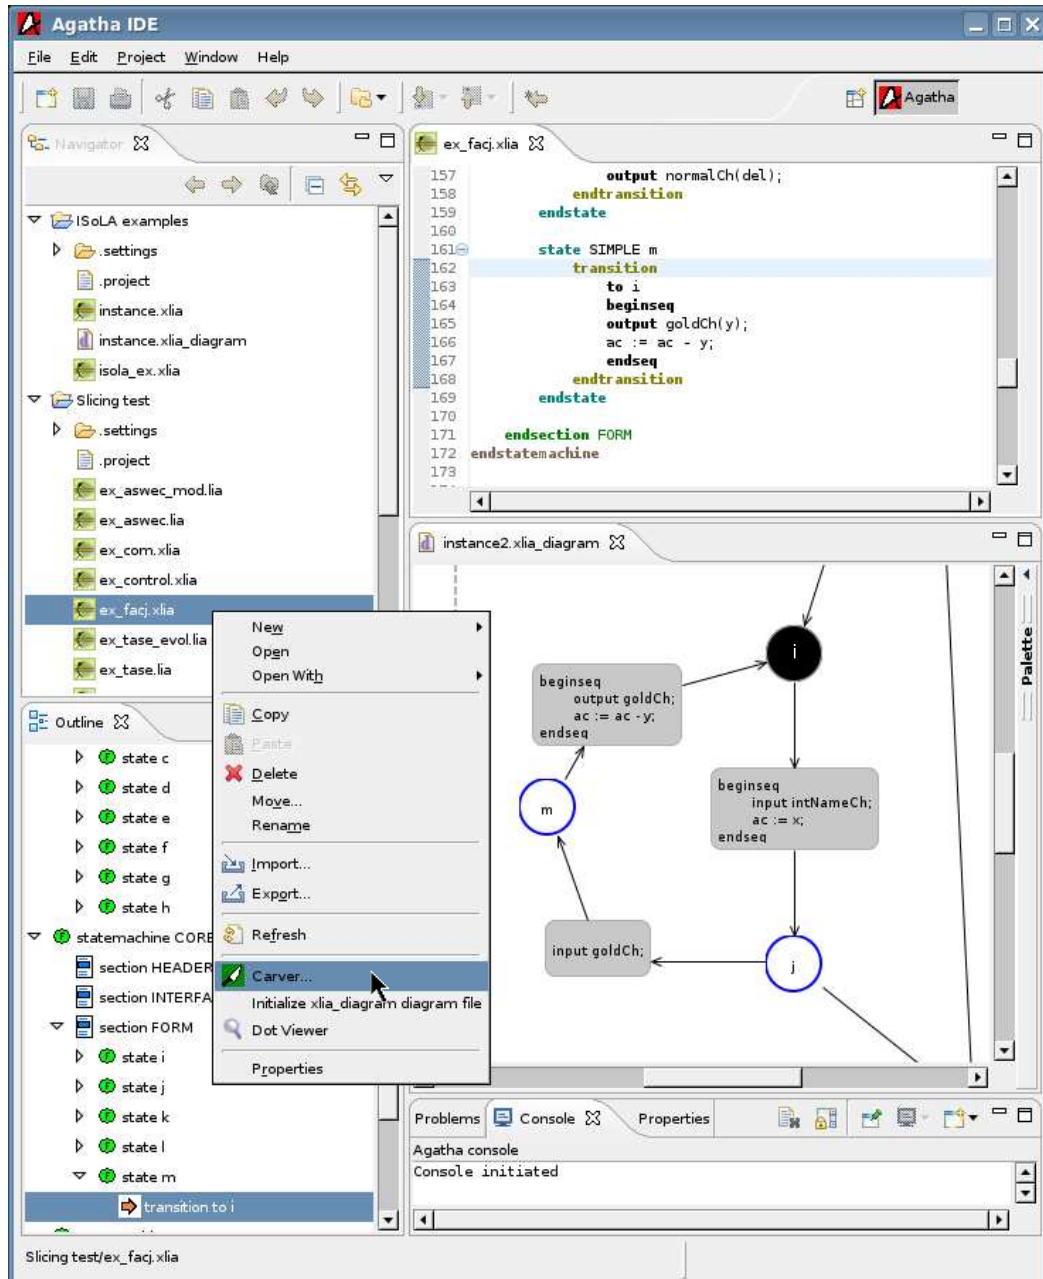 Agatha IDE
File Edit Project Window Help
Agatha
Navigator
ISoLA examples
.settings
.project
instance.xlia
instance.xlia_diagram
isola_ex.xlia
Slicing test
.settings
.project
ex_aswec_mod.lia
ex_aswec.lia
ex_com.xlia
ex_control.xlia
ex_facj.xlia
ex_tase_evol.lia
ex_tase.lia
ex_facj.xlia
157 output normalCh(del);
158 endtransition
159 endstate
160
161 state SIMPLE m
162 transition
163 to i
164 beginseq
165 output goldCh(y);
166 ac := ac - y;
167 endseq
168 endtransition
169 endstate
170
171 endsection FORM
172 endstatemachine
173
instance2.xlia_diagram
Palette
i
beginseq
output goldCh;
ac := ac - y;
endseq
m
beginseq
input intNameCh;
ac := x;
endseq
input goldCh;
j
New
Open
Open With
Copy
Paste
Delete
Move...
Rename
Import...
Export...
Refresh
Carver...
Initialize xlia_diagram diagram file
Dot Viewer
Properties
Outline
state c
state d
state e
state f
state g
state h
statemachine CORE
section HEADER
section INTERFA
section FORM
state i
state j
state k
state l
state m
transition to i
Problems Console Properties
Agatha console
Console initiated
Slicing test/ex_facj.xlia